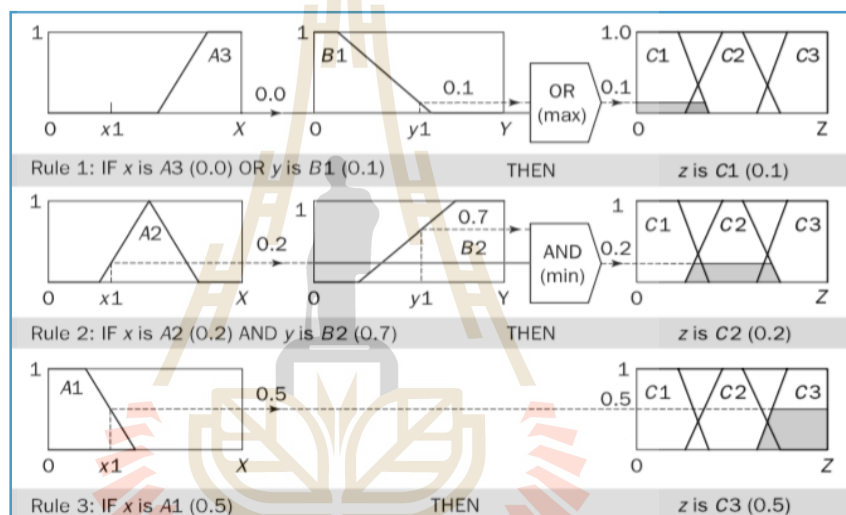 1 A3 0.0 1 B1 0.1 OR (max) 0.1 1.0 C1 C2 C3
0 x1 X 0 y1 Y 0 Z
Rule 1: IF x is A3 (0.0) OR y is B1 (0.1) THEN z is C1 (0.1)
1 A2 0.2 1 0.7 B2 AND (min) 0.2 1 C1 C2 C3
0 x1 X 0 y1 Y 0 Z
Rule 2: IF x is A2 (0.2) AND y is B2 (0.7) THEN z is C2 (0.2)
1 A1 0.5 1 0.5 C1 C2 C3
0 x1 X 0 Z
Rule 3: IF x is A1 (0.5) THEN z is C3 (0.5)